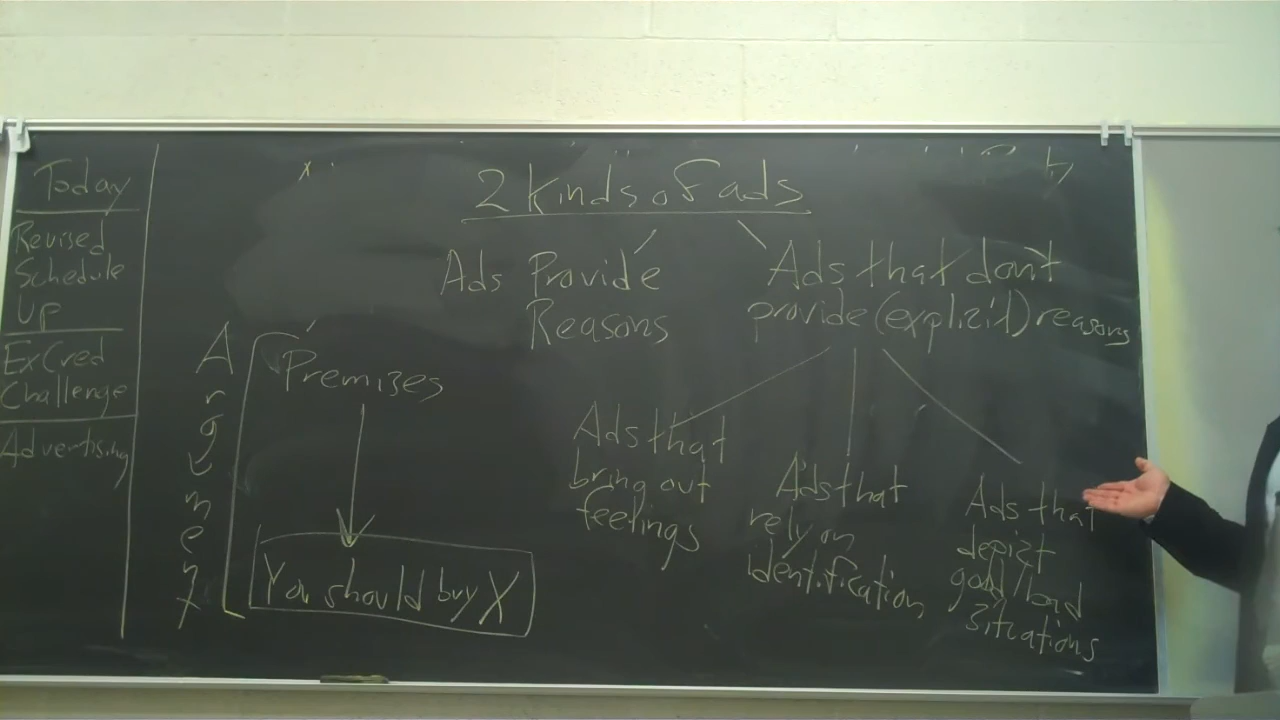 Today
Revised
Schedule
Up
ExCred
Challenge
Advertising
2 Kinds of ads
Ads Provide
Reasons
Ads that don't
provide (explicit) reasons
Argument
Premises
You should buy X
Ads that
bring out
feelings
Ads that
rely on
identification
Ads that
depict
good/bad
situations